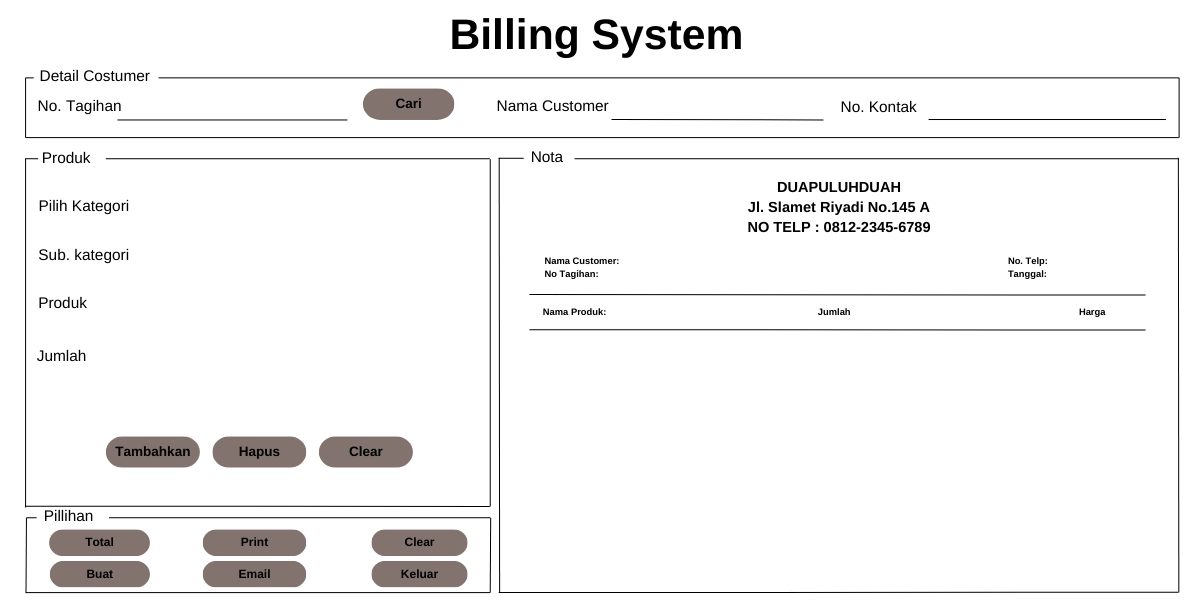 Billing System
Detail Costumer
No. Tagihan Cari Nama Customer No. Kontak
Produk
Pilih Kategori
Sub. kategori
Produk
Jumlah
Tambahkan Hapus Clear
Pillihan
Total Print Clear
Buat Email Keluar
Nota
DUAPULUHDUAH
Jl. Slamet Riyadi No.145 A
NO TELP : 0812-2345-6789
Nama Customer: No. Telp:
No Tagihan: Tanggal:
Nama Produk: Jumlah Harga